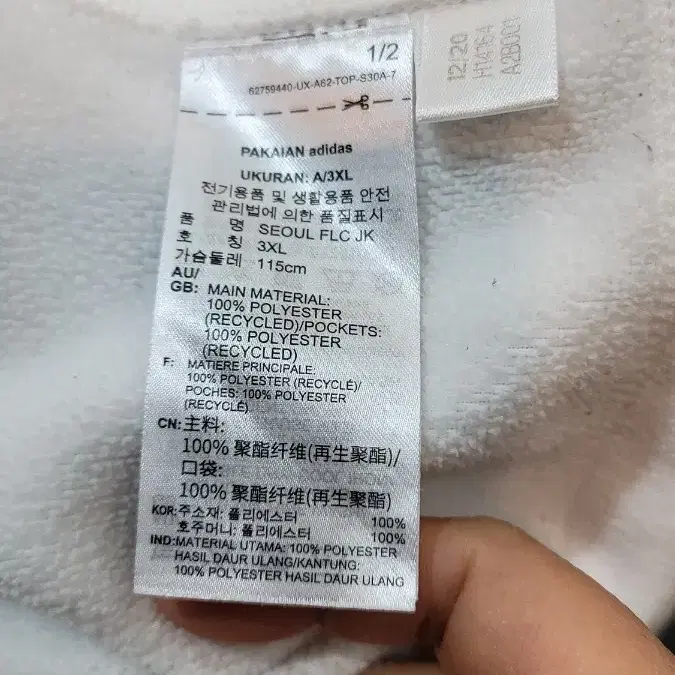 1/2
62759440-UX-A62-TOP-S30A-7
PAKAIAN adidas
UKURAN: A/3XL
전기용품 및 생활용품 안전
관리법에 의한 품질표시
품 명 SEOUL FLC JK
호 칭 3XL
가슴둘레 115cm
AU/
GB: MAIN MATERIAL:
100% POLYESTER
(RECYCLED)/POCKETS:
100% POLYESTER
(RECYCLED)
F: MATIERE PRINCIPALE:
100% POLYESTER (RECYCLÉ)/
POCHES: 100% POLYESTER
(RECYCLÉ)
CN:主料:
100% 聚酯纤维(再生聚酯)/
口袋:
100% 聚酯纤维(再生聚酯)
KOR:주소재: 폴리에스터 100%
호주머니: 폴리에스터 100%
IND:MATERIAL UTAMA: 100% POLYESTER
HASIL DAUR ULANG/KANTUNG:
100% POLYESTER HASIL DAUR ULANG
12/20
A2B001